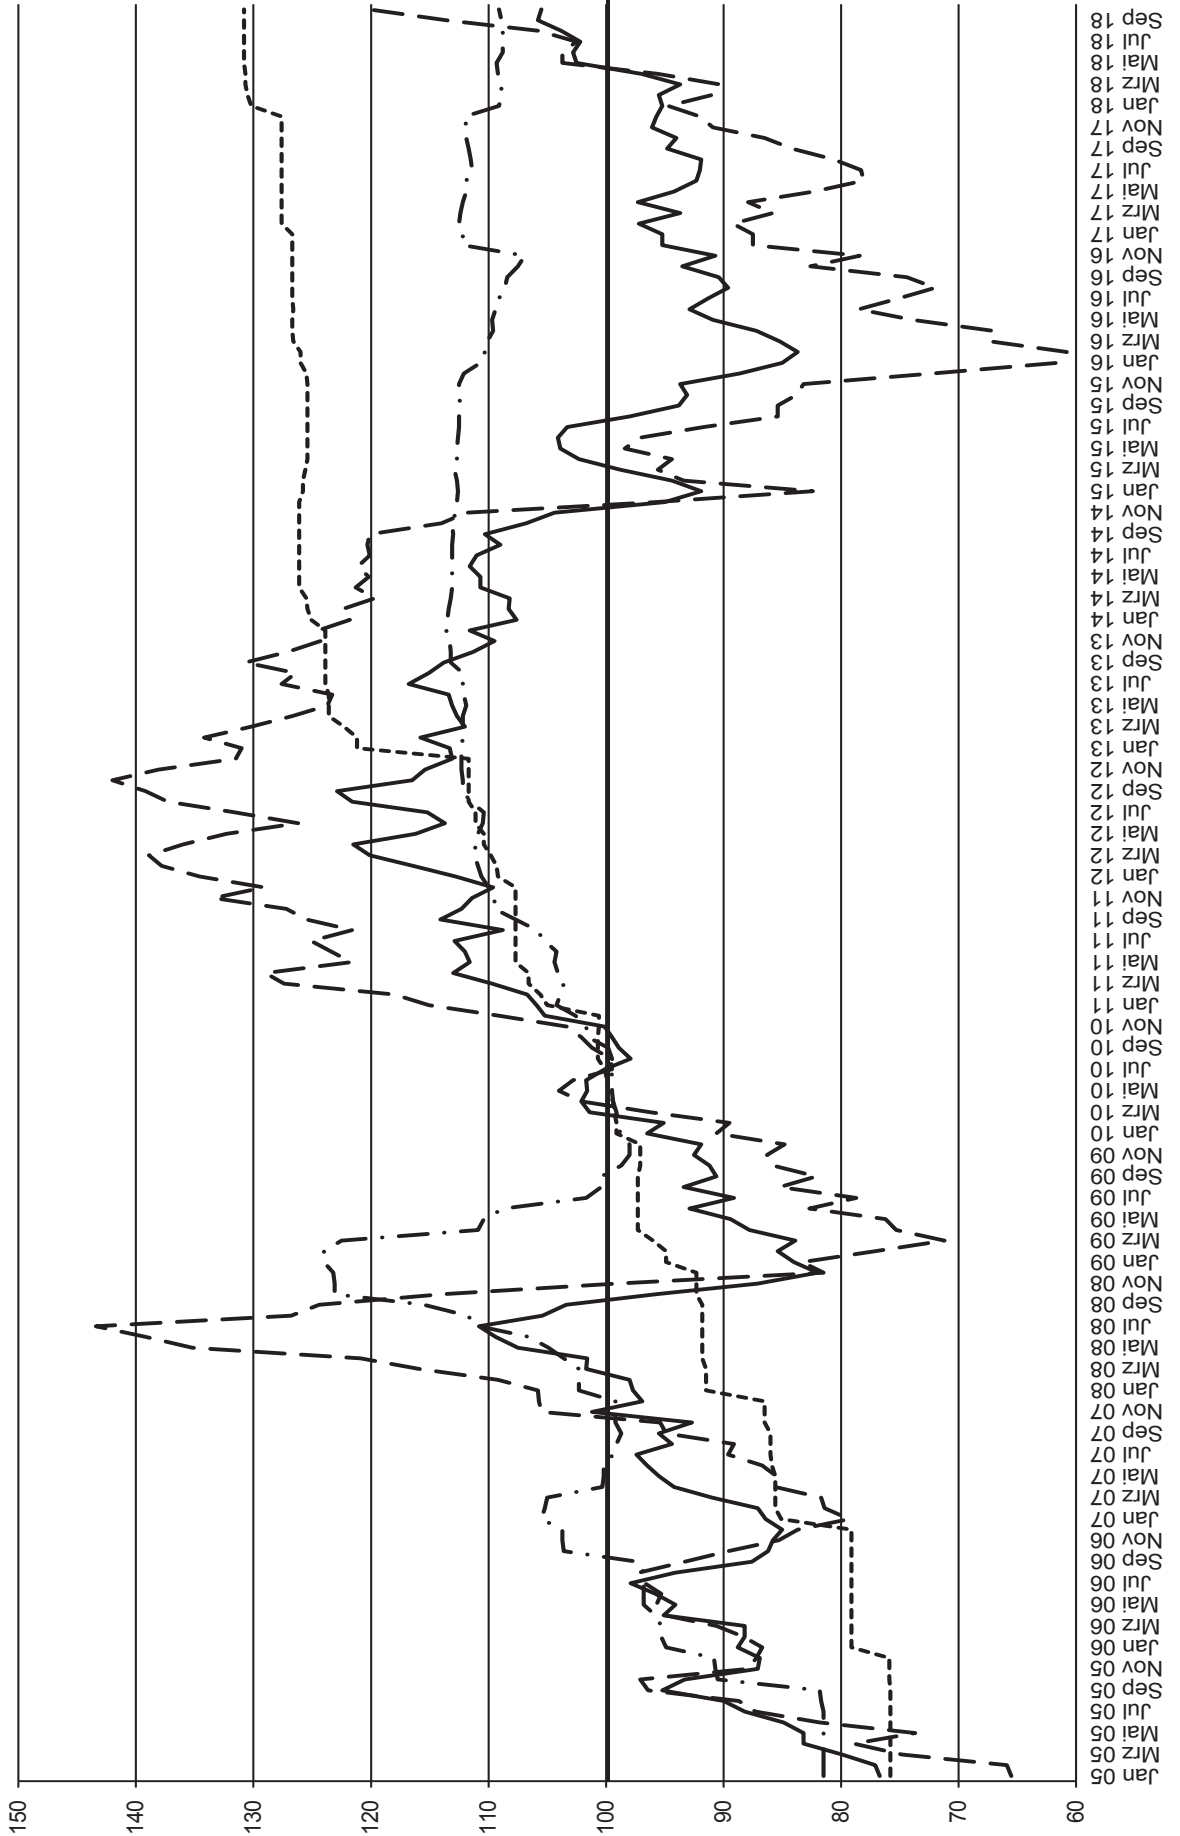 150
140
130
120
110
100
90
80
70
60
Jan 05
Mrz 05
Mai 05
Jul 05
Sep 05
Nov 05
Jan 06
Mrz 06
Mai 06
Jul 06
Sep 06
Nov 06
Jan 07
Mrz 07
Mai 07
Jul 07
Sep 07
Nov 07
Jan 08
Mrz 08
Mai 08
Jul 08
Sep 08
Nov 08
Jan 09
Mrz 09
Mai 09
Jul 09
Sep 09
Nov 09
Jan 10
Mrz 10
Mai 10
Jul 10
Sep 10
Nov 10
Jan 11
Mrz 11
Mai 11
Jul 11
Sep 11
Nov 11
Jan 12
Mrz 12
Mai 12
Jul 12
Sep 12
Nov 12
Jan 13
Mrz 13
Mai 13
Jul 13
Sep 13
Nov 13
Jan 14
Mrz 14
Mai 14
Jul 14
Sep 14
Nov 14
Jan 15
Mrz 15
Mai 15
Jul 15
Sep 15
Nov 15
Jan 16
Mrz 16
Mai 16
Jul 16
Sep 16
Nov 16
Jan 17
Mrz 17
Mai 17
Jul 17
Sep 17
Nov 17
Jan 18
Mrz 18
Mai 18
Jul 18
Sep 18